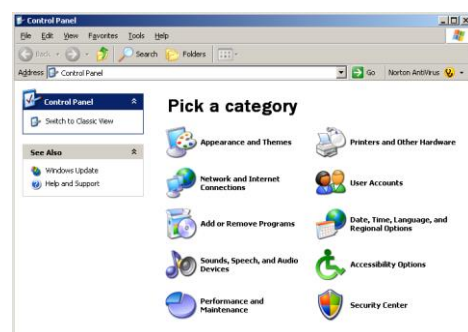 Control Panel
File Edit View Favorites Tools Help
Back Search Folders
Address Control Panel Go Norton AntiVirus
Control Panel
Switch to Classic View
See Also
Windows Update
Help and Support
Pick a category
Appearance and Themes
Printers and Other Hardware
Network and Internet
Connections
User Accounts
Add or Remove Programs
Date, Time, Language, and
Regional Options
Sounds, Speech, and Audio
Devices
Accessibility Options
Performance and
Maintenance
Security Center